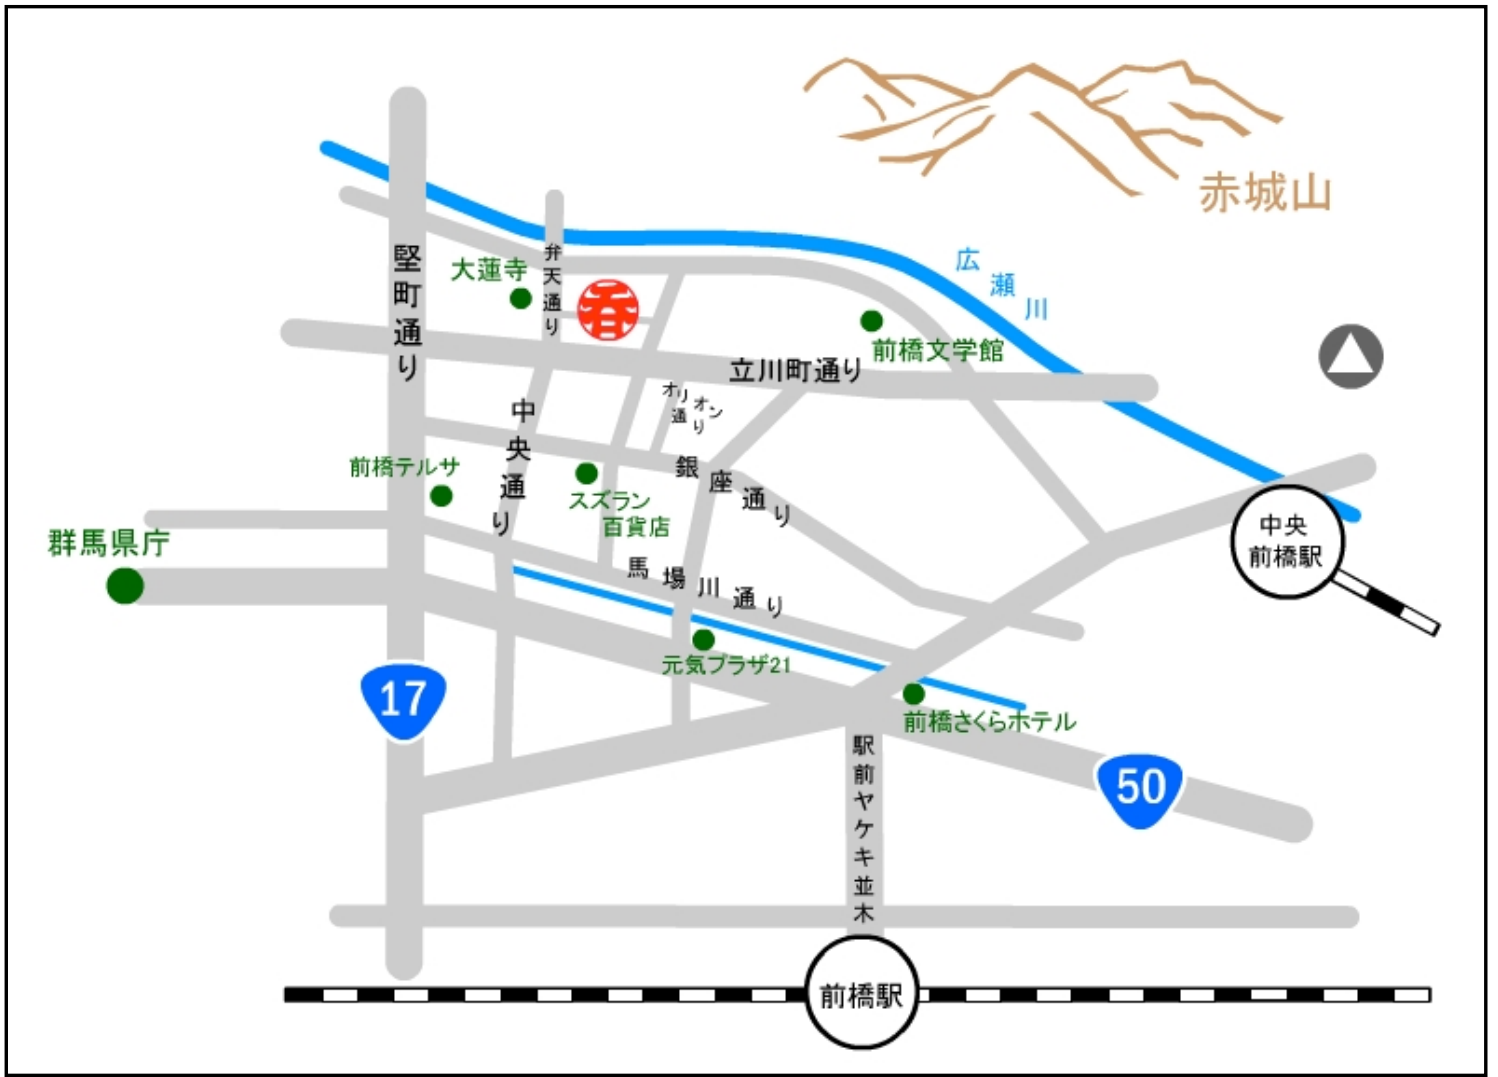 赤城山
広瀬川
弁天通り
大蓮寺
堅町通り
前橋文学館
立川町通り
オリオン通り
中央通り
前橋テルサ
スズラン
百貨店
銀座通り
中央
前橋駅
群馬県庁
馬場川通り
元気プラザ21
17
前橋さくらホテル
50
駅前ヤケキ並木
前橋駅